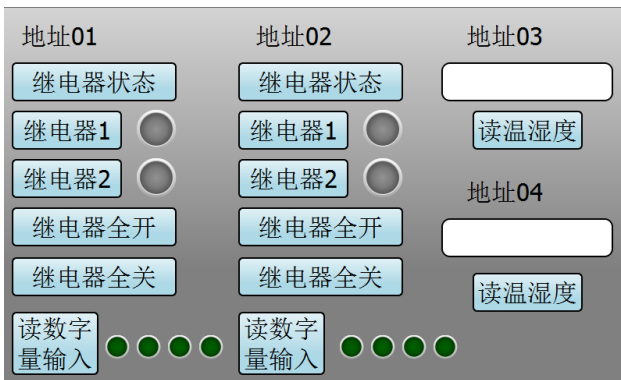 地址01
继电器状态
继电器1
继电器2
继电器全开
继电器全关
读数字
量输入
地址02
继电器状态
继电器1
继电器2
继电器全开
继电器全关
读数字
量输入
地址03
读温湿度
地址04
读温湿度